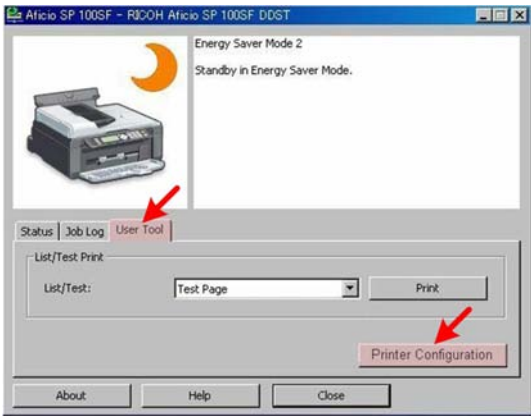 Aficio SP 100SF - RICOH Aficio SP 100SF DDST
Energy Saver Mode 2
Standby in Energy Saver Mode.
Status Job Log User Tool
List/Test Print
List/Test: Test Page Print
Printer Configuration
About Help Close